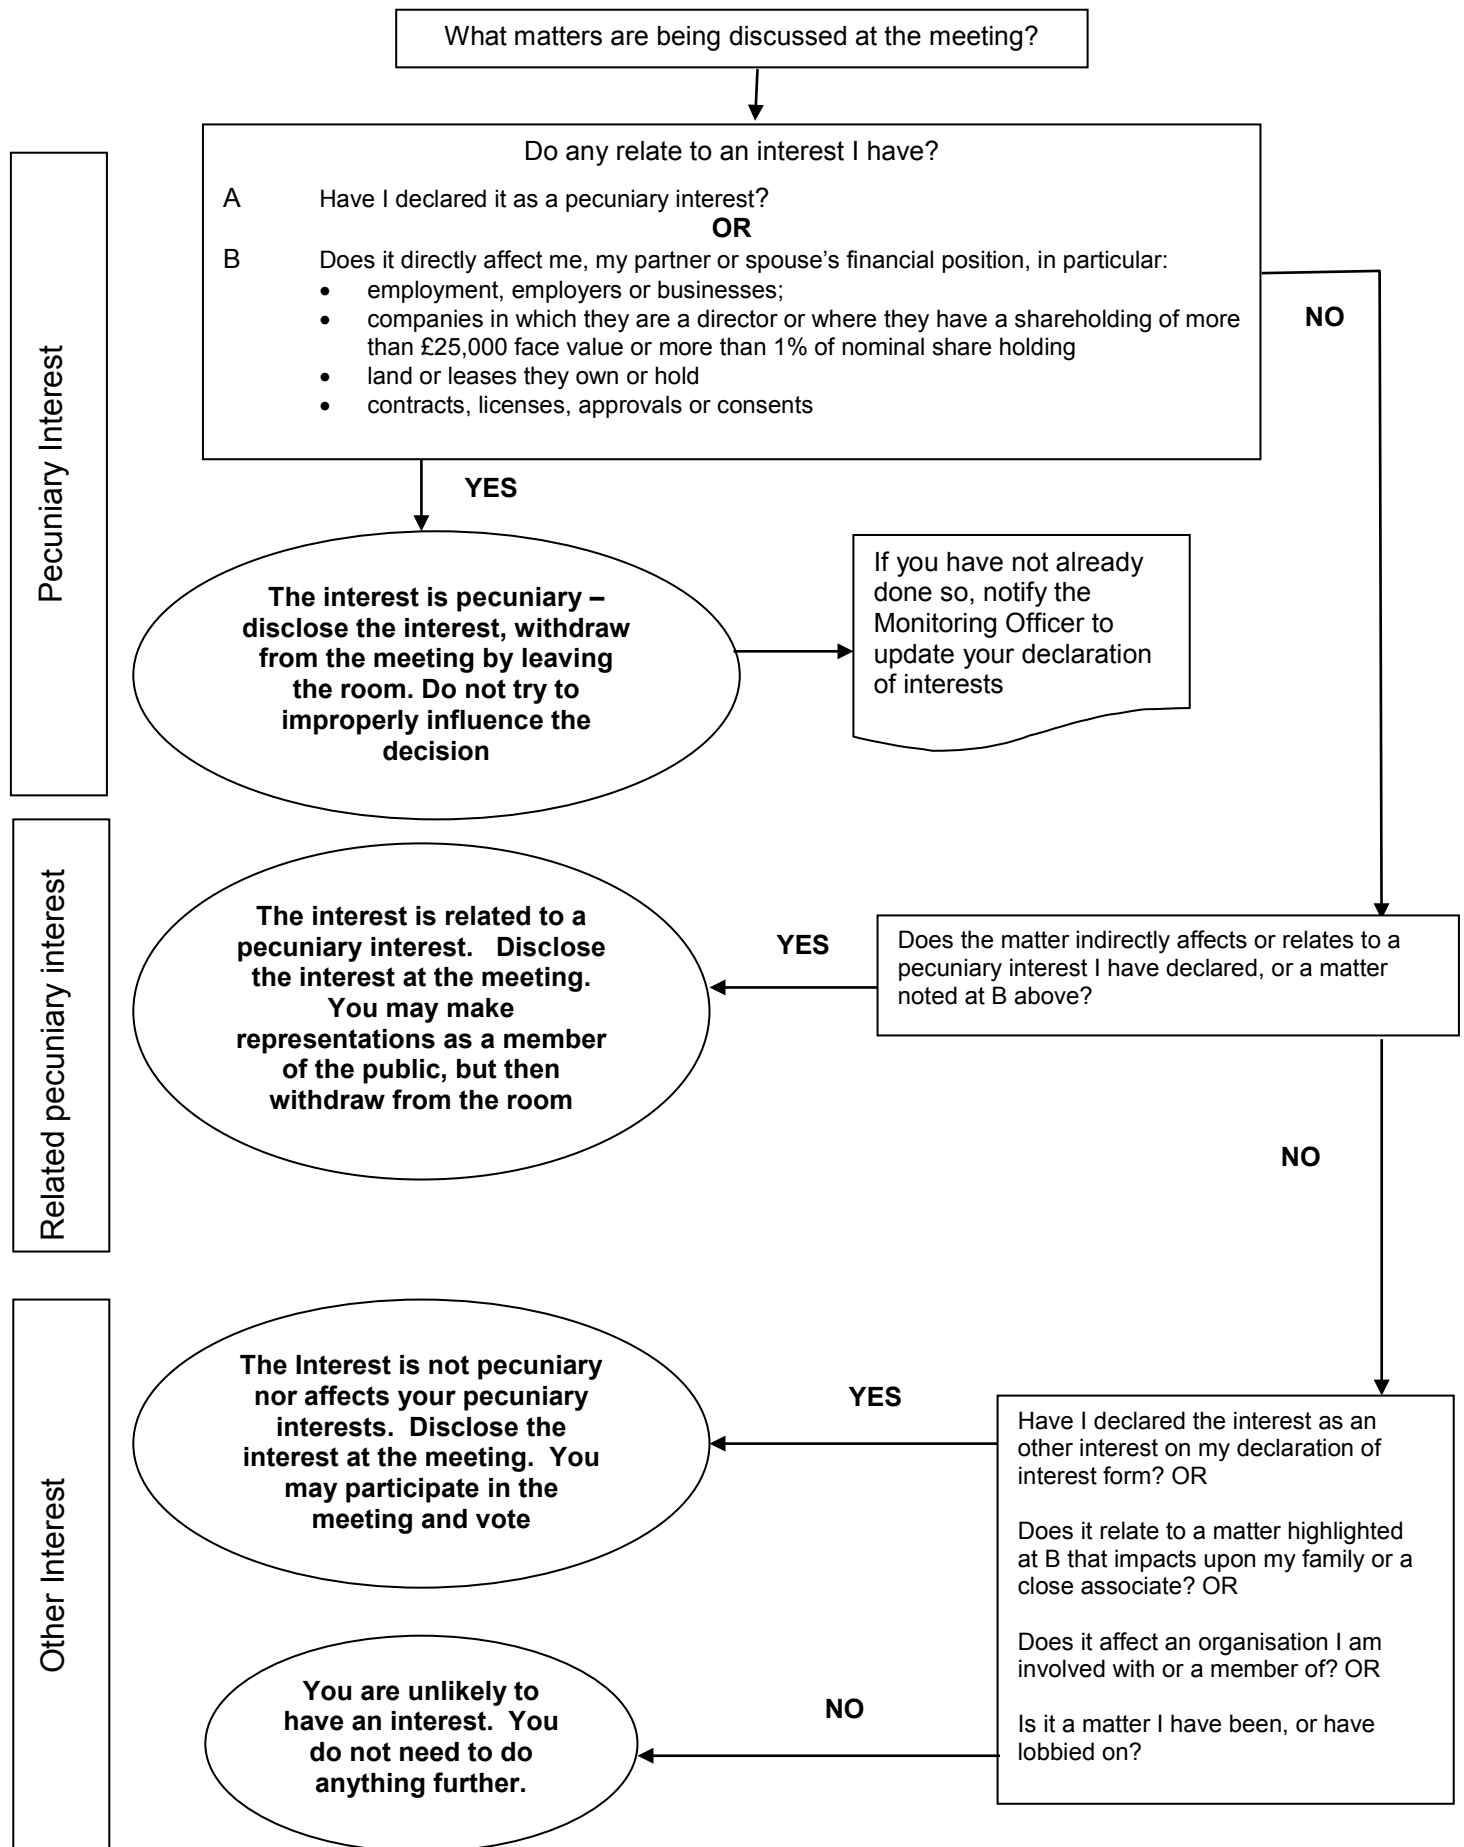 What matters are being discussed at the meeting?
Pecuniary Interest
Do any relate to an interest I have?
A Have I declared it as a pecuniary interest?
OR
B Does it directly affect me, my partner or spouse’s financial position, in particular:
• employment, employers or businesses;
• companies in which they are a director or where they have a shareholding of more
than £25,000 face value or more than 1% of nominal share holding
• land or leases they own or hold
• contracts, licenses, approvals or consents
NO
YES
The interest is pecuniary –
disclose the interest, withdraw
from the meeting by leaving
the room. Do not try to
improperly influence the
decision
If you have not already
done so, notify the
Monitoring Officer to
update your declaration
of interests
Related pecuniary interest
The interest is related to a
pecuniary interest. Disclose
the interest at the meeting.
You may make
representations as a member
of the public, but then
withdraw from the room
YES
Does the matter indirectly affects or relates to a
pecuniary interest I have declared, or a matter
noted at B above?
NO
Other Interest
The Interest is not pecuniary
nor affects your pecuniary
interests. Disclose the
interest at the meeting. You
may participate in the
meeting and vote
YES
Have I declared the interest as an
other interest on my declaration of
interest form? OR
Does it relate to a matter highlighted
at B that impacts upon my family or a
close associate? OR
Does it affect an organisation I am
involved with or a member of? OR
Is it a matter I have been, or have
lobbied on?
NO
You are unlikely to
have an interest. You
do not need to do
anything further.